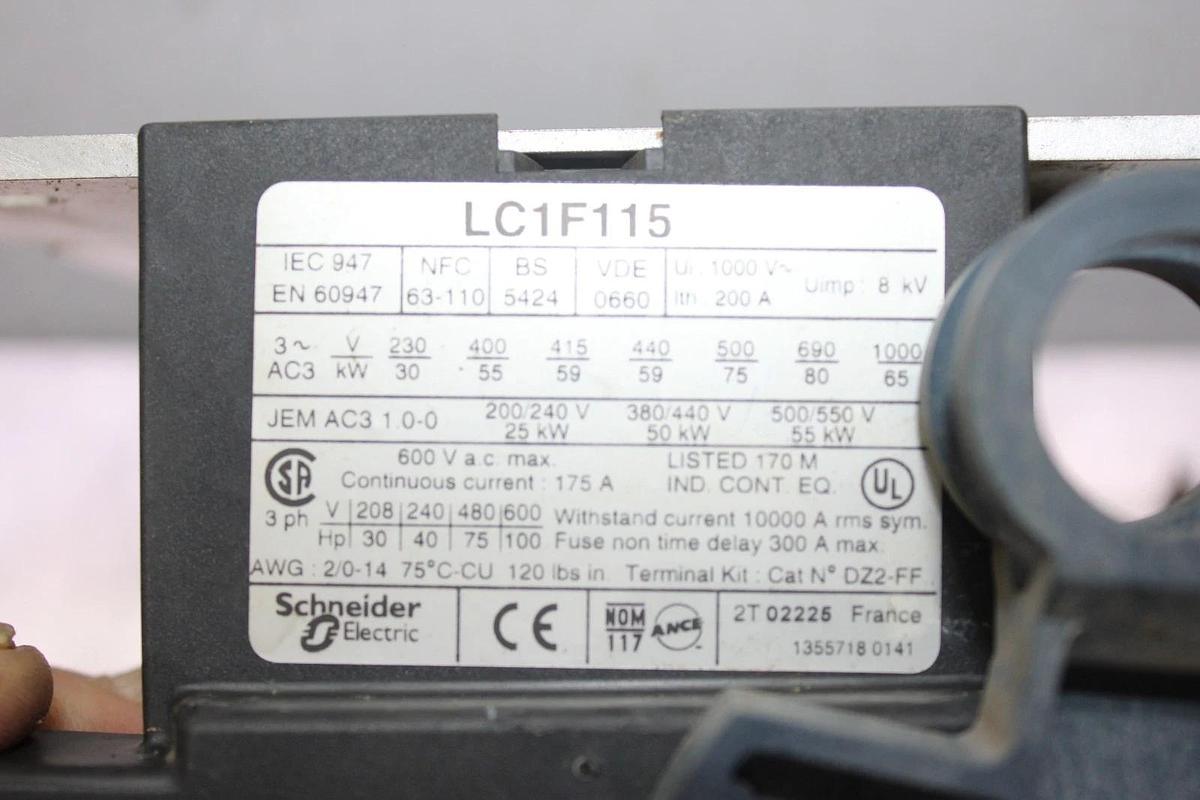 LC1F115
IEC 947 NFC BS VDE Ui : 1000 V~
EN 60947 63-110 5424 0660 Ith : 200 A Uimp : 8 kV
3 ~ V 230 400 415 440 500 690 1000
AC3 kW 30 55 59 59 75 80 65
JEM AC3 1.0-0 200/240 V 380/440 V 500/550 V
25 kW 50 kW 55 kW
SA 600 V a.c. max. LISTED 170 M UL
Continuous current : 175 A IND. CONT. EQ.
3 ph V 208 240 480 600 Withstand current 10000 A rms sym.
Hp 30 40 75 100 Fuse non time delay 300 A max.
AWG : 2/0-14 75°C-CU 120 lbs in. Terminal Kit : Cat N° DZ2-FF
Schneider CE NOM ANCE 2T 02225 France
Electric 117 1355718 0141